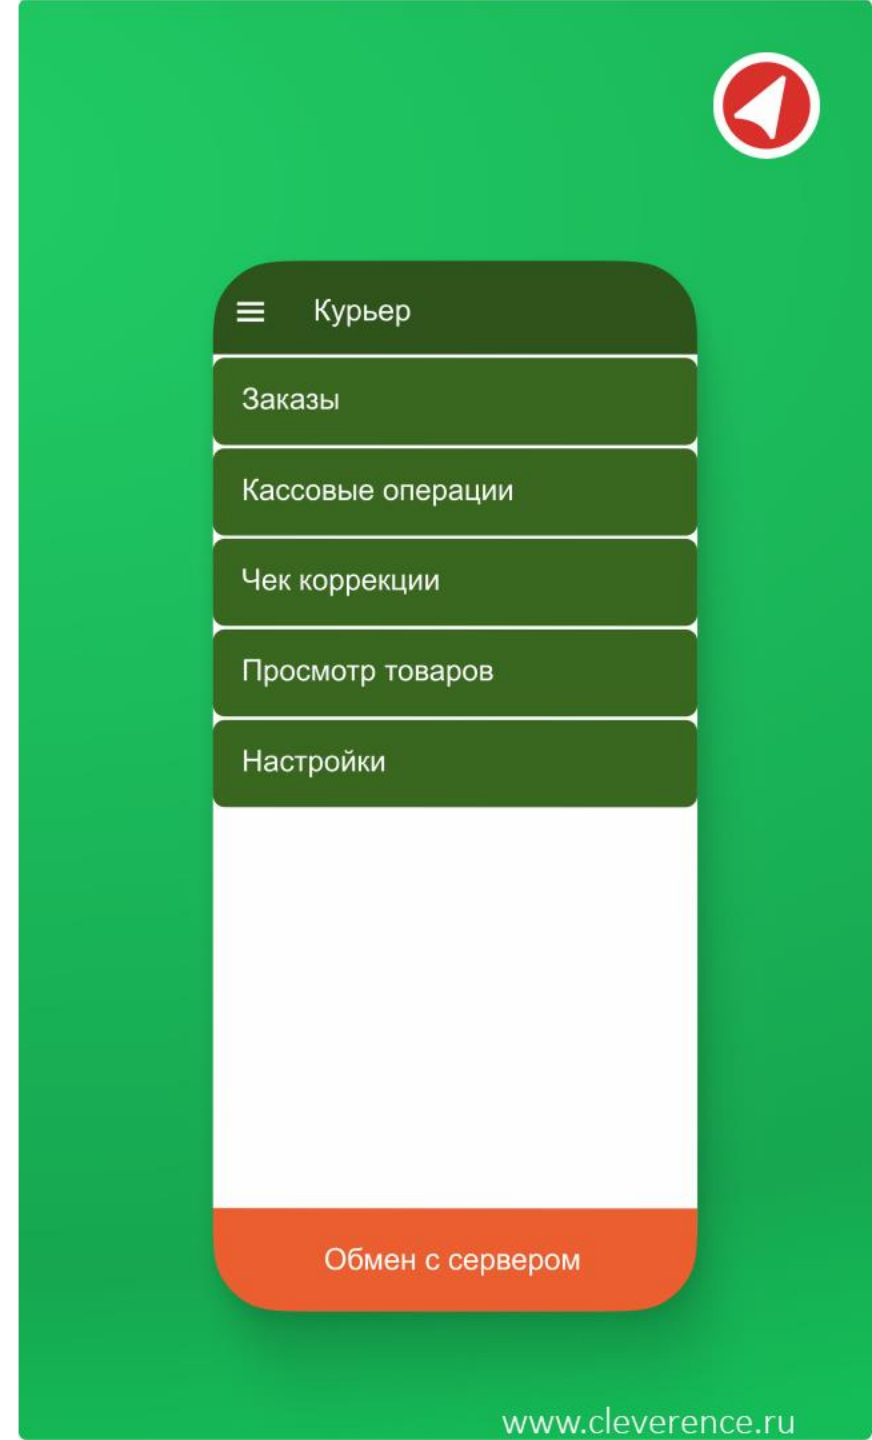 Курьер
Заказы
Кассовые операции
Чек коррекции
Просмотр товаров
Настройки
Обмен с сервером
www.cleverence.ru